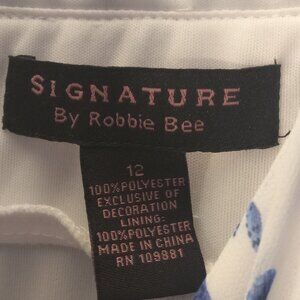 SIGNATURE
By Robbie Bee
12
100%POLYESTER
EXCLUSIVE OF
DECORATION
LINING:
100%POLYESTER
MADE IN CHINA
RN 109881